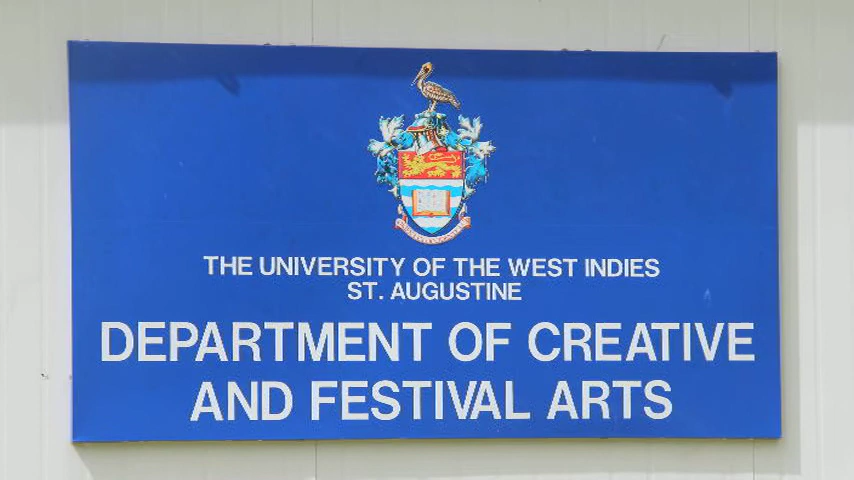 THE UNIVERSITY OF THE WEST INDIES
ST. AUGUSTINE
DEPARTMENT OF CREATIVE
AND FESTIVAL ARTS